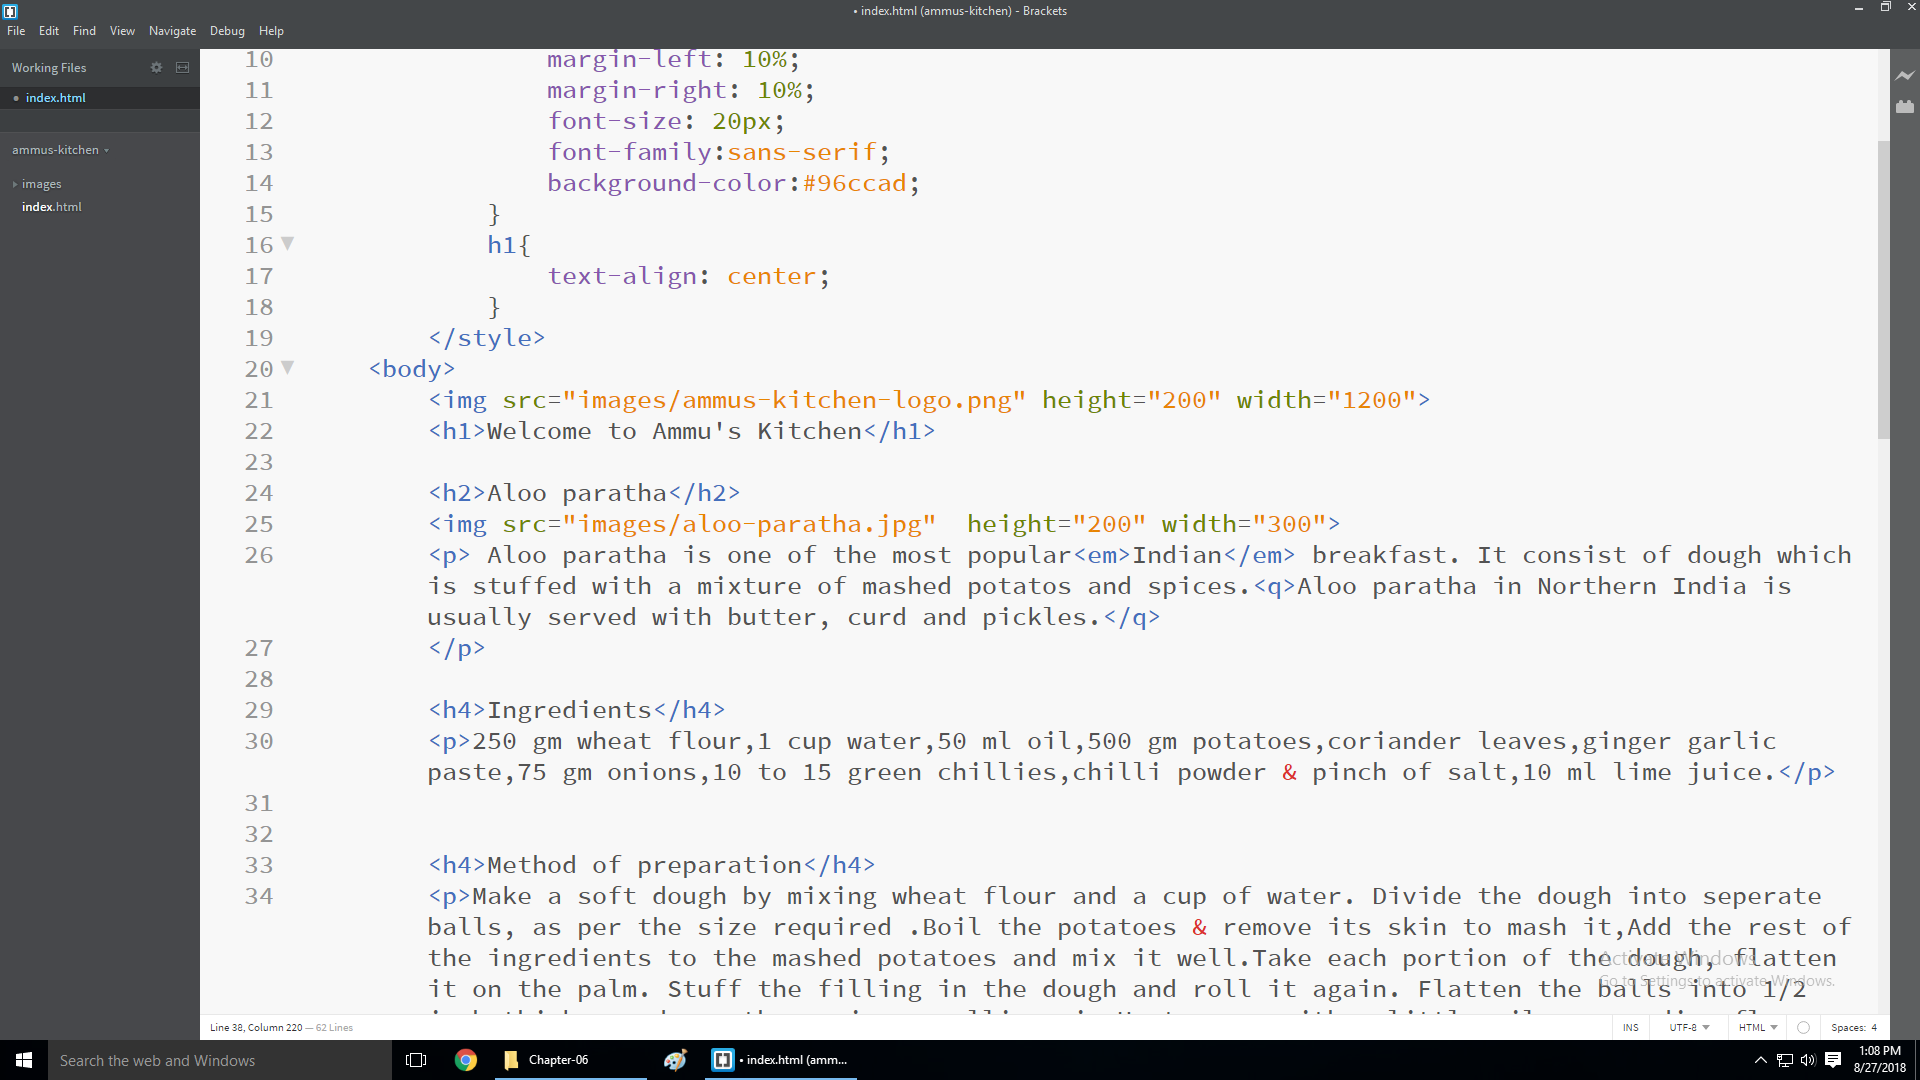 • index.html (ammus-kitchen) - Brackets
File Edit Find View Navigate Debug Help
Working Files
• index.html
ammus-kitchen
images
index.html
10 margin-left: 10%;
11 margin-right: 10%;
12 font-size: 20px;
13 font-family:sans-serif;
14 background-color:#96ccad;
15 }
16 h1{
17 text-align: center;
18 }
19 </style>
20 <body>
21 <img src="images/ammus-kitchen-logo.png" height="200" width="1200">
22 <h1>Welcome to Ammu's Kitchen</h1>
23
24 <h2>Aloo paratha</h2>
25 <img src="images/aloo-paratha.jpg"  height="200" width="300">
26 <p> Aloo paratha is one of the most popular<em>Indian</em> breakfast. It consist of dough which
is stuffed with a mixture of mashed potatos and spices.<q>Aloo paratha in Northern India is
usually served with butter, curd and pickles.</q>
27 </p>
28
29 <h4>Ingredients</h4>
30 <p>250 gm wheat flour,1 cup water,50 ml oil,500 gm potatoes,coriander leaves,ginger garlic
paste,75 gm onions,10 to 15 green chillies,chilli powder & pinch of salt,10 ml lime juice.</p>
31
32
33 <h4>Method of preparation</h4>
34 <p>Make a soft dough by mixing wheat flour and a cup of water. Divide the dough into seperate
balls, as per the size required .Boil the potatoes & remove its skin to mash it,Add the rest of
the ingredients to the mashed potatoes and mix it well.Take each portion of the dough, flatten
it on the palm. Stuff the filling in the dough and roll it again. Flatten the balls into 1/2
Activate Windows
Go to Settings to activate Windows.
Line 38, Column 220 — 62 Lines
INS UTF-8 HTML Spaces: 4
Search the web and Windows
Chapter-06
• index.html (amm...
1:08 PM
8/27/2018